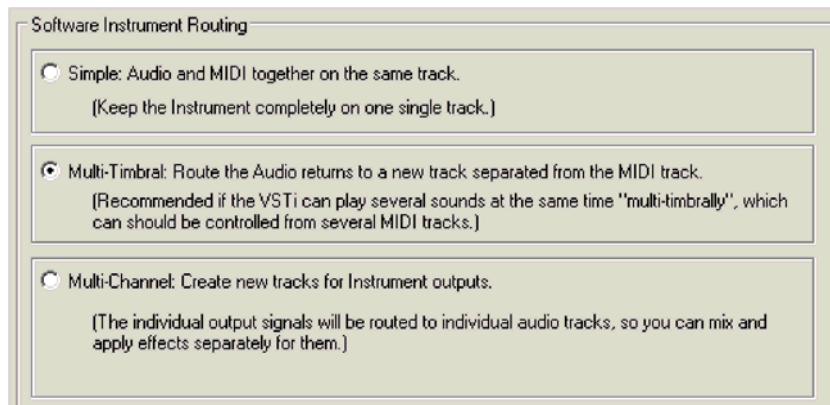 Software Instrument Routing
Simple: Audio and MIDI together on the same track.
(Keep the Instrument completely on one single track.)
Multi-Timbral: Route the Audio returns to a new track separated from the MIDI track.
(Recommended if the VSTi can play several sounds at the same time "multi-timbrally", which
can should be controlled from several MIDI tracks.)
Multi-Channel: Create new tracks for Instrument outputs.
(The individual output signals will be routed to individual audio tracks, so you can mix and
apply effects separately for them.)